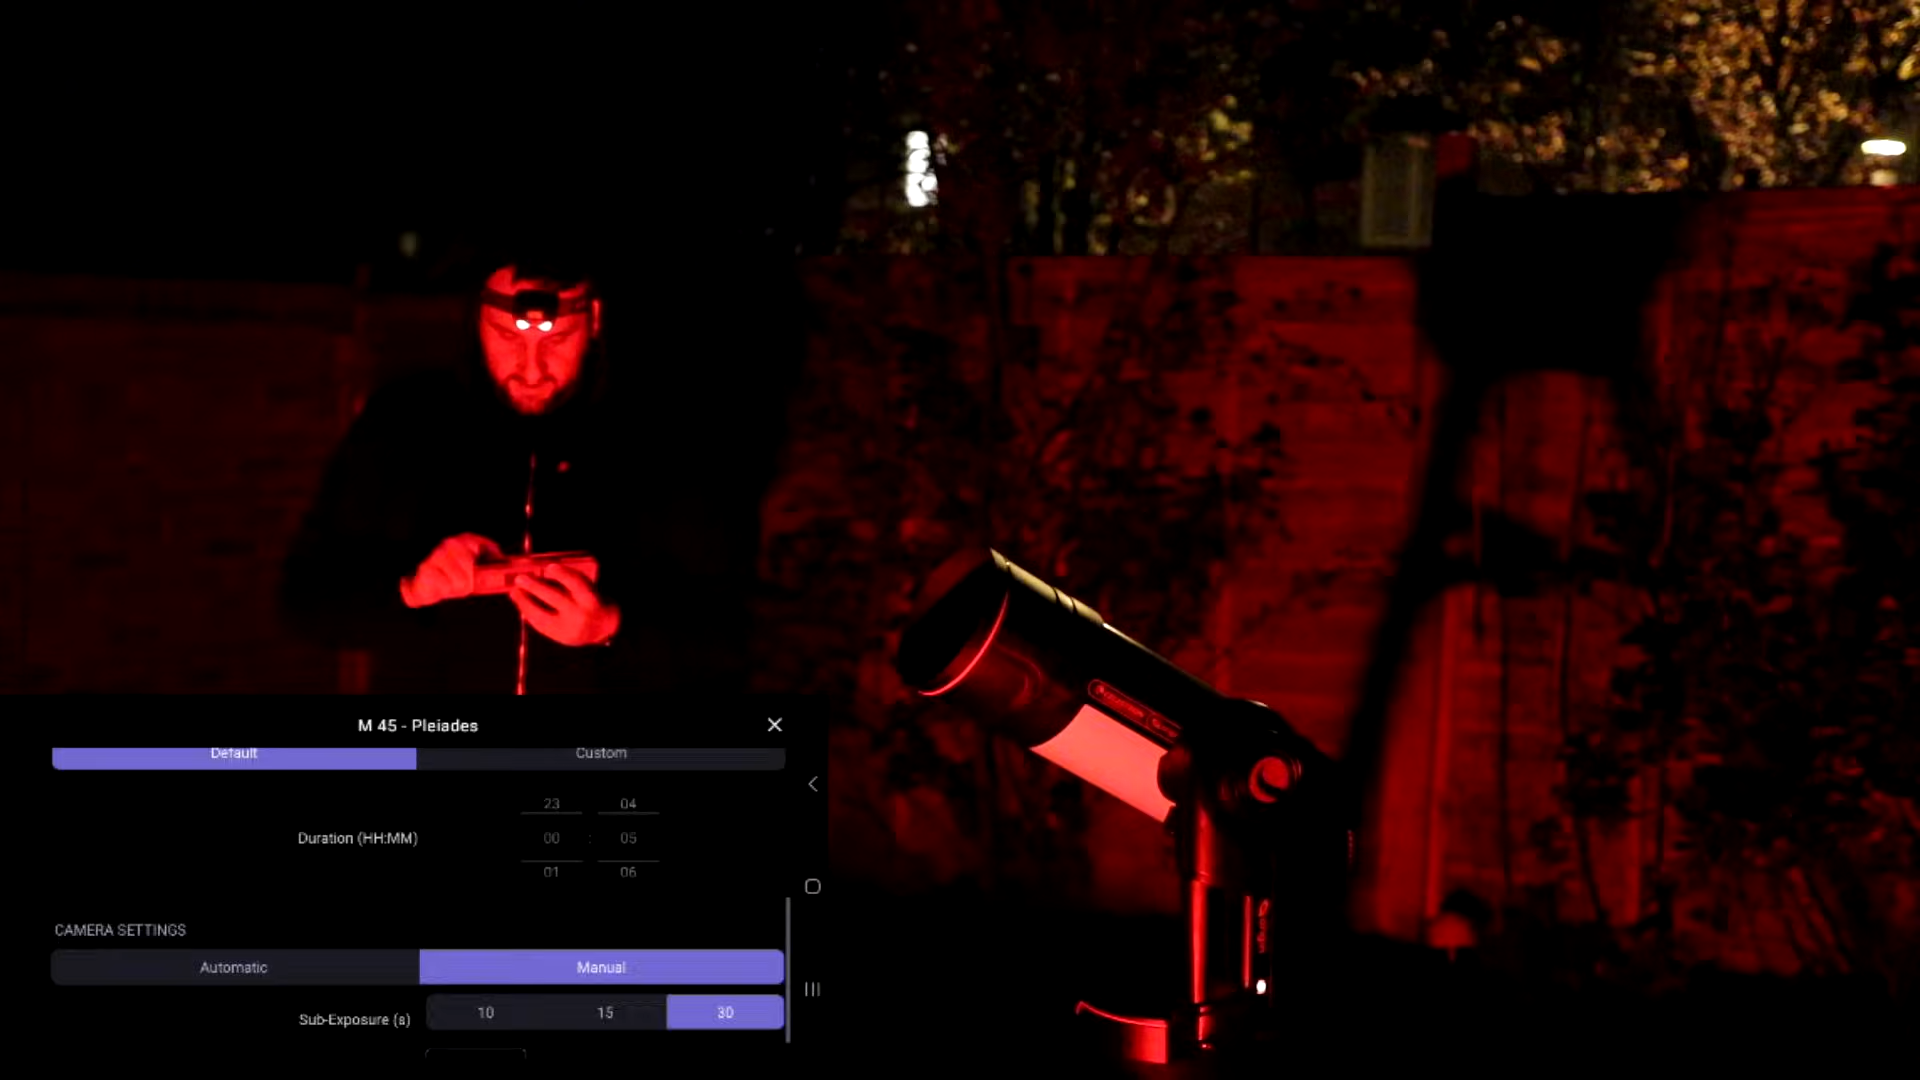 M 45 - Pleiades
Default Custom
23 04
Duration (HH:MM) 00 : 05
01 06
CAMERA SETTINGS
Automatic Manual
Sub-Exposure (s) 10 15 30